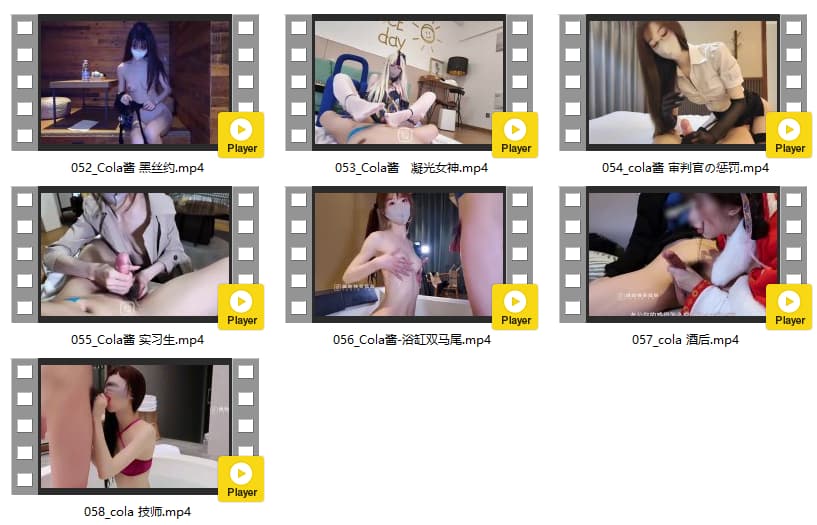 Player
052_Cola酱 黑丝约.mp4
ICE
day
Player
053_Cola酱　凝光女神.mp4
Player
054_cola酱 审判官の惩罚.mp4
Player
055_Cola酱 实习生.mp4
Player
056_Cola酱-浴缸双马尾.mp4
Player
057_cola 酒后.mp4
Player
058_cola 技师.mp4